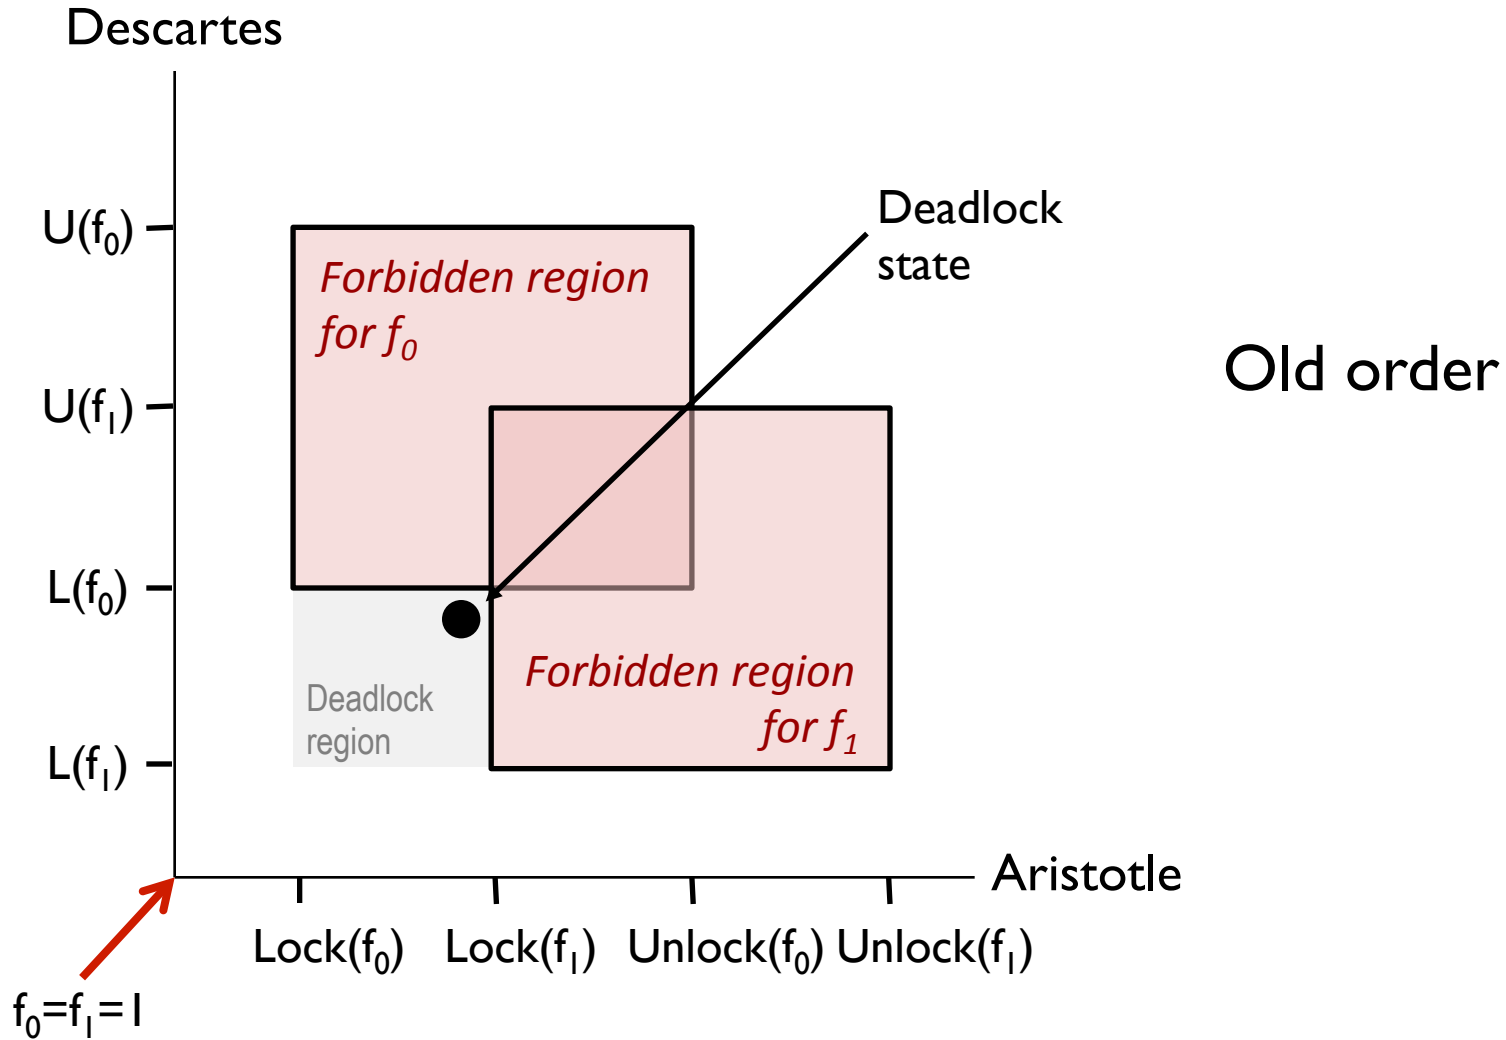 Descartes
U(f₀)
Forbidden region
for f₀
Deadlock
state
Old order
U(f₁)
L(f₀)
Forbidden region
for f₁
Deadlock
region
L(f₁)
Aristotle
Lock(f₀) Lock(f₁) Unlock(f₀) Unlock(f₁)
f₀=f₁=1